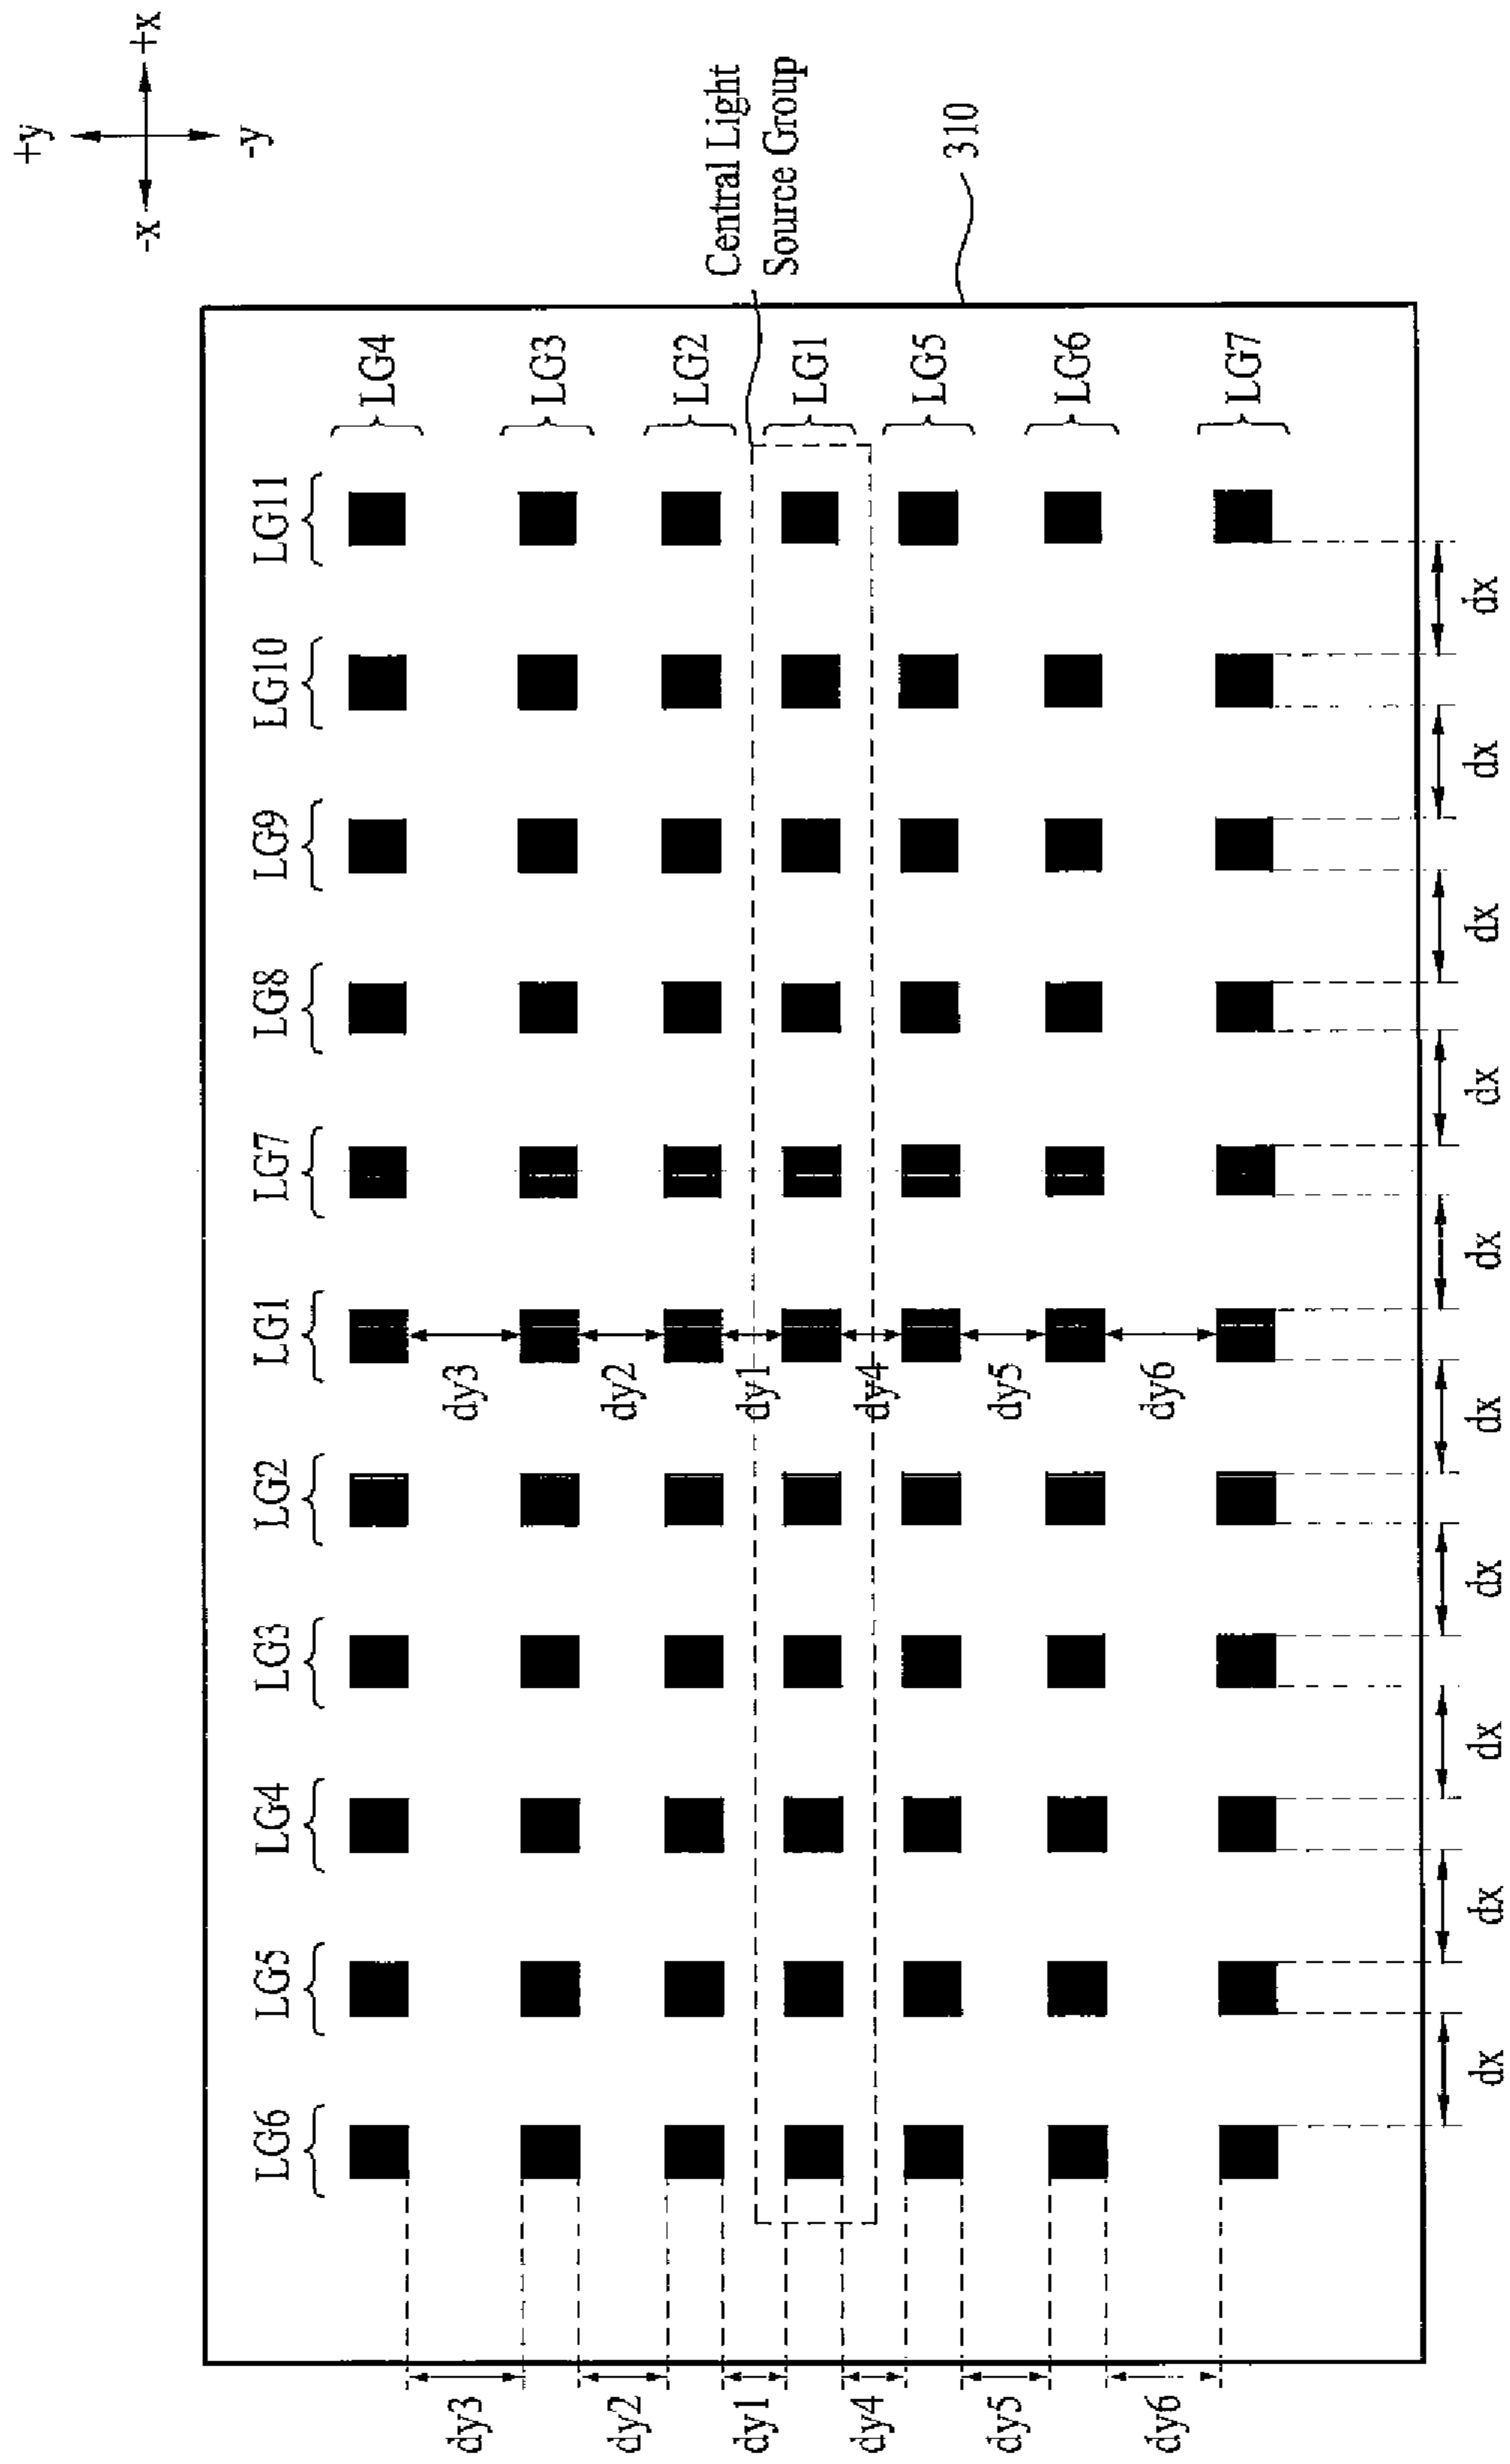 +y
-x +x
-y
LG6 LG5 LG4 LG3 LG2 LG1 LG7 LG8 LG9 LG10 LG11
LG4
dy3 dy3
LG3
dy2 dy2
LG2
Central Light
Source Group
dy1 dy1
LG1
dy4 dy4
LG5
310
dy5 dy5
LG6
dy6 dy6
LG7
dx dx dx dx dx dx dx dx dx dx